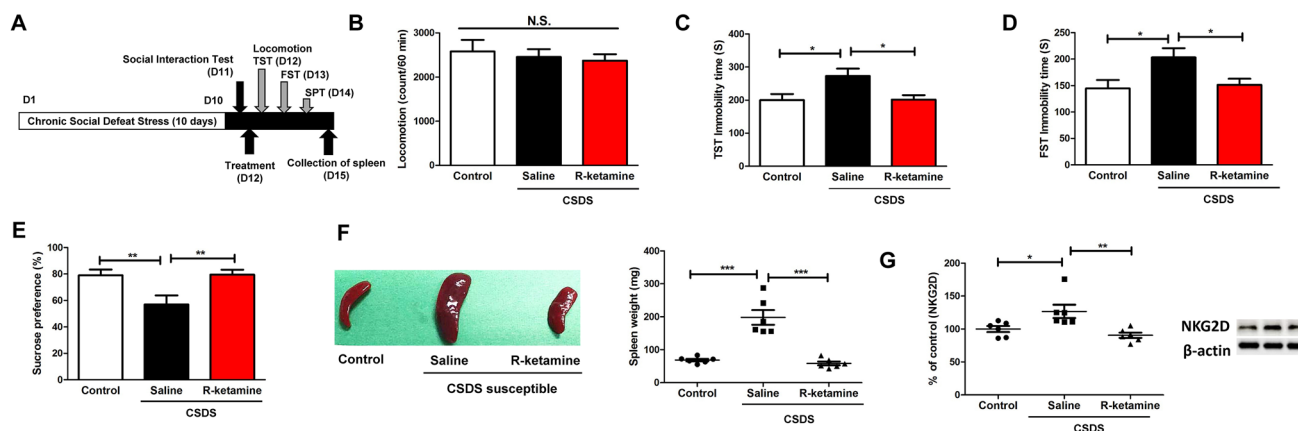 A
Social Interaction Test
(D11)
Locomotion
TST (D12)
FST (D13)
SPT (D14)
D1
D10
Chronic Social Defeat Stress (10 days)
Treatment
(D12)
Collection of spleen
(D15)
B
N.S.
Locomotion (count/60 min)
3000
2000
1000
0
Control
Saline
R-ketamine
CSDS
C
*
*
TST Immobility time (S)
400
300
200
100
0
Control
Saline
R-ketamine
CSDS
D
*
*
FST Immobility time (S)
250
200
150
100
50
0
Control
Saline
R-ketamine
CSDS
E
**
**
Sucrose preference (%)
100
80
60
40
20
0
Control
Saline
R-ketamine
CSDS
F
Control
Saline
R-ketamine
CSDS susceptible
***
***
Spleen weight (mg)
400
300
200
100
0
Control
Saline
R-ketamine
CSDS
G
*
**
% of control (NKG2D)
200
150
100
50
0
Control
Saline
R-ketamine
CSDS
NKG2D
β-actin